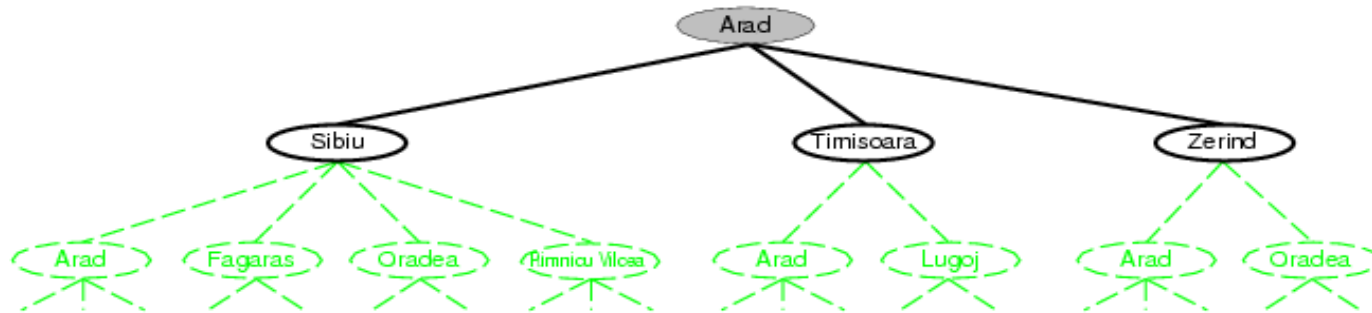 Arad
Sibiu Timisoara Zerind
Arad Fagaras Oradea Rimnicu Vilcea Arad Lugoj Arad Oradea